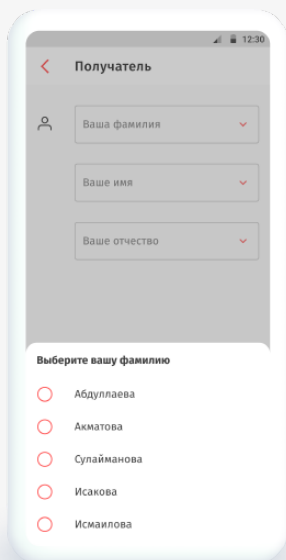 12:30
Получатель
Ваша фамилия
Ваше имя
Ваше отчество
Выберите вашу фамилию
Абдуллаева
Акматова
Сулайманова
Исакова
Исмаилова